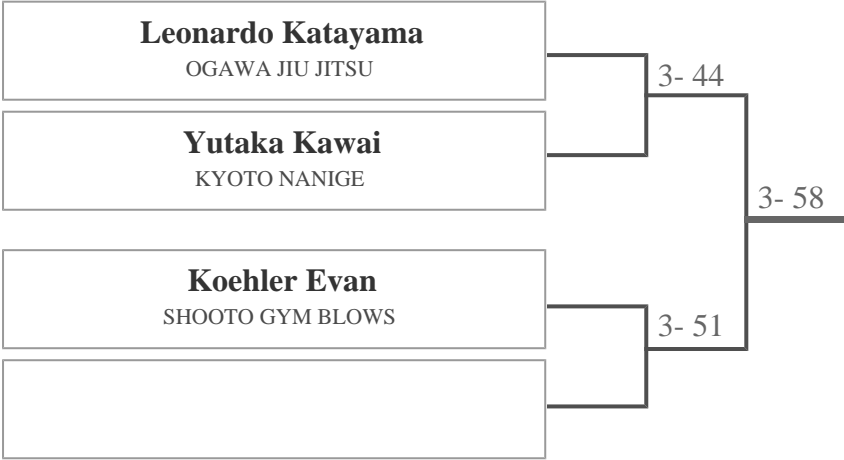 Leonardo Katayama
OGAWA JIU JITSU
3- 44
Yutaka Kawai
KYOTO NANIGE
3- 58
Koehler Evan
SHOOTO GYM BLOWS
3- 51